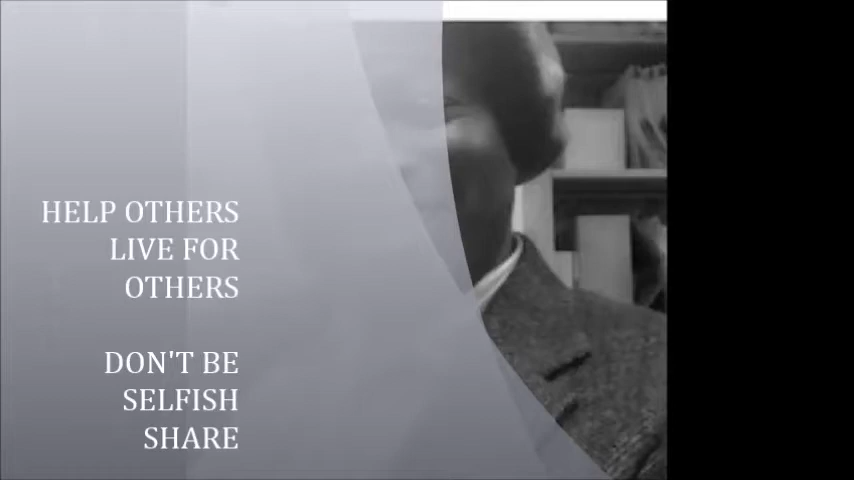 HELP OTHERS
LIVE FOR
OTHERS
DON'T BE
SELFISH
SHARE